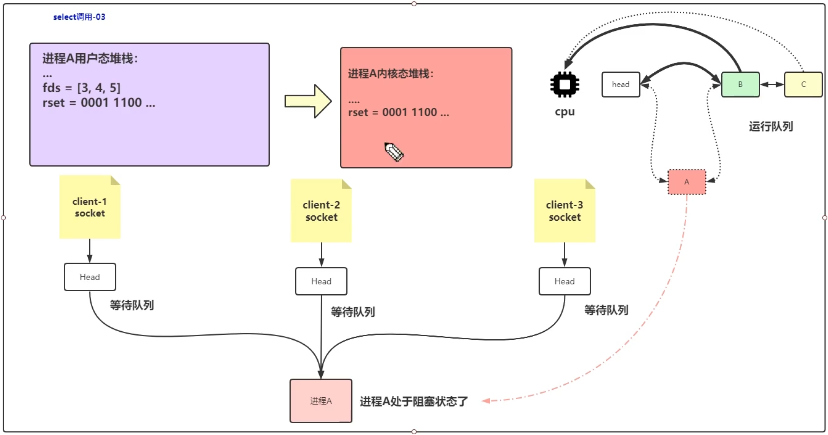 select调用-03
进程A用户态堆栈：
...
fds = [3, 4, 5]
rset = 0001 1100 ...
进程A内核态堆栈：
....
rset = 0001 1100 ...
cpu
head
B
C
运行队列
A
client-1
socket
client-2
socket
client-3
socket
Head
等待队列
Head
等待队列
Head
等待队列
进程A
进程A处于阻塞状态了